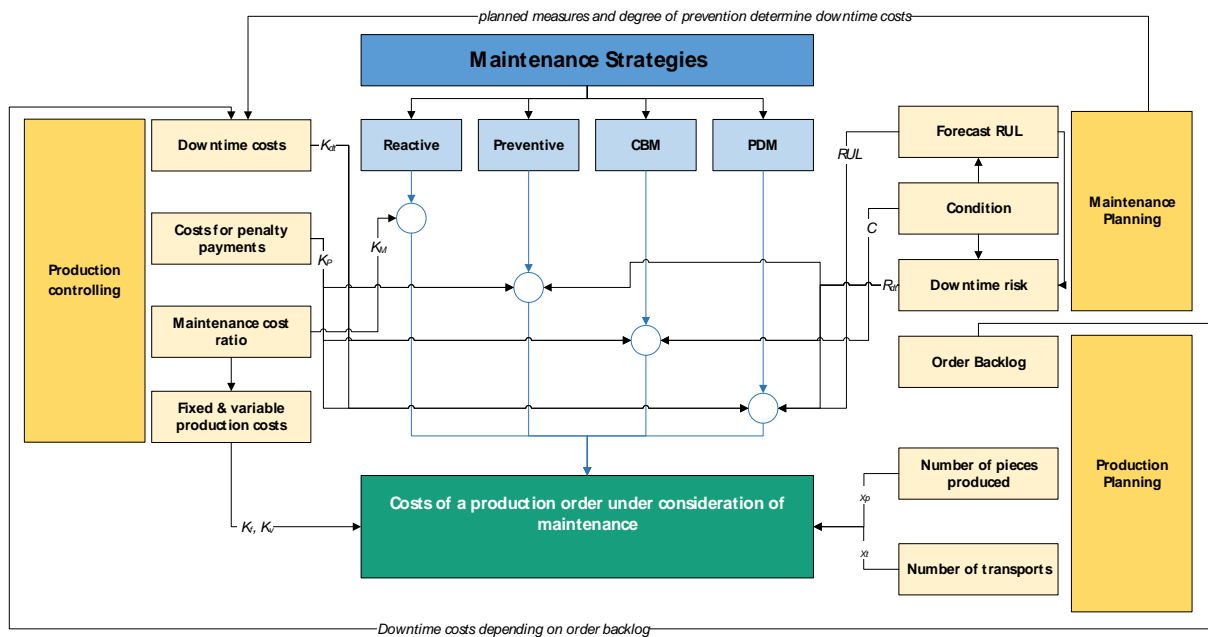 planned measures and degree of prevention determine downtime costs
Maintenance Strategies
Downtime costs
Kdt
Reactive
Preventive
CBM
PDM
RUL
Forecast RUL
Condition
Maintenance
Planning
Costs for penalty
payments
KP
KM
C
Production
controlling
Rdt
Downtime risk
Maintenance cost
ratio
Order Backlog
Fixed & variable
production costs
Number of pieces
produced
Production
Planning
Costs of a production order under consideration of
maintenance
xp
Kf, Kv
xt
Number of transports
Downtime costs depending on order backlog